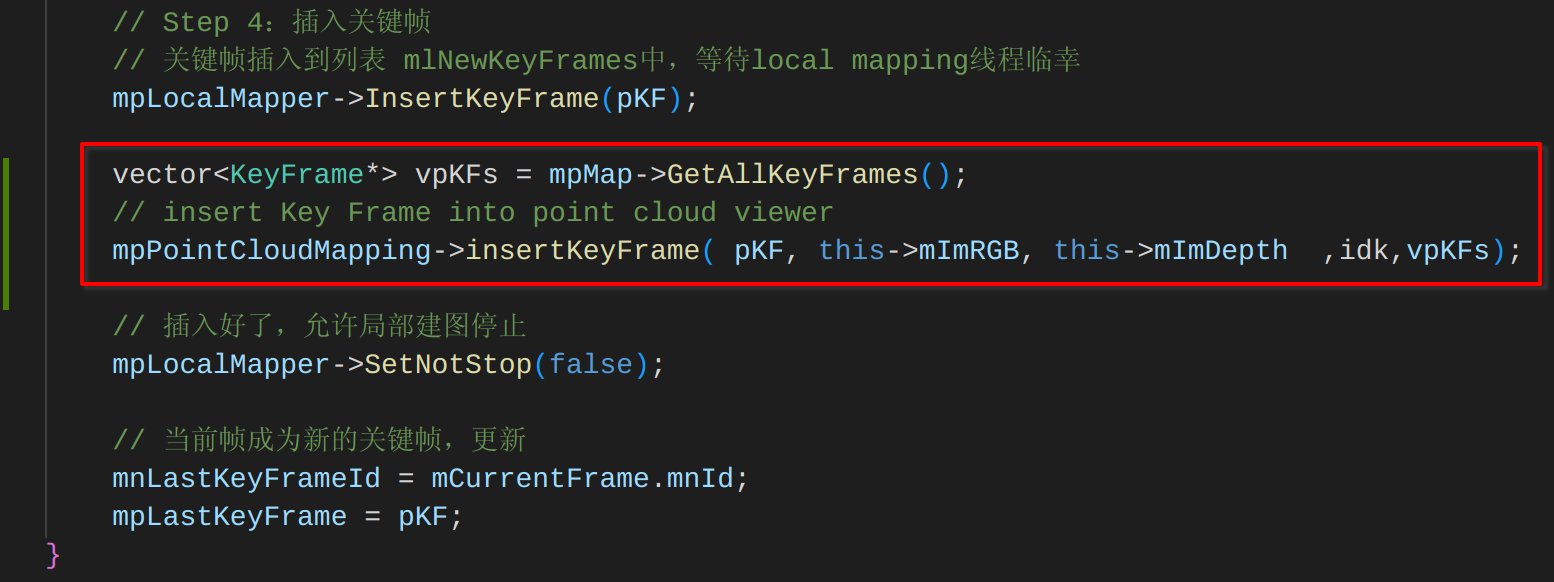 // Step 4：插入关键帧
// 关键帧插入到列表 mlNewKeyFrames中，等待local mapping线程临幸
mpLocalMapper->InsertKeyFrame(pKF);
vector<KeyFrame*> vpKFs = mpMap->GetAllKeyFrames();
// insert Key Frame into point cloud viewer
mpPointCloudMapping->insertKeyFrame( pKF, this->mImRGB, this->mImDepth  ,idk,vpKFs);
// 插入好了，允许局部建图停止
mpLocalMapper->SetNotStop(false);
// 当前帧成为新的关键帧，更新
mnLastKeyFrameId = mCurrentFrame.mnId;
mpLastKeyFrame = pKF;
}